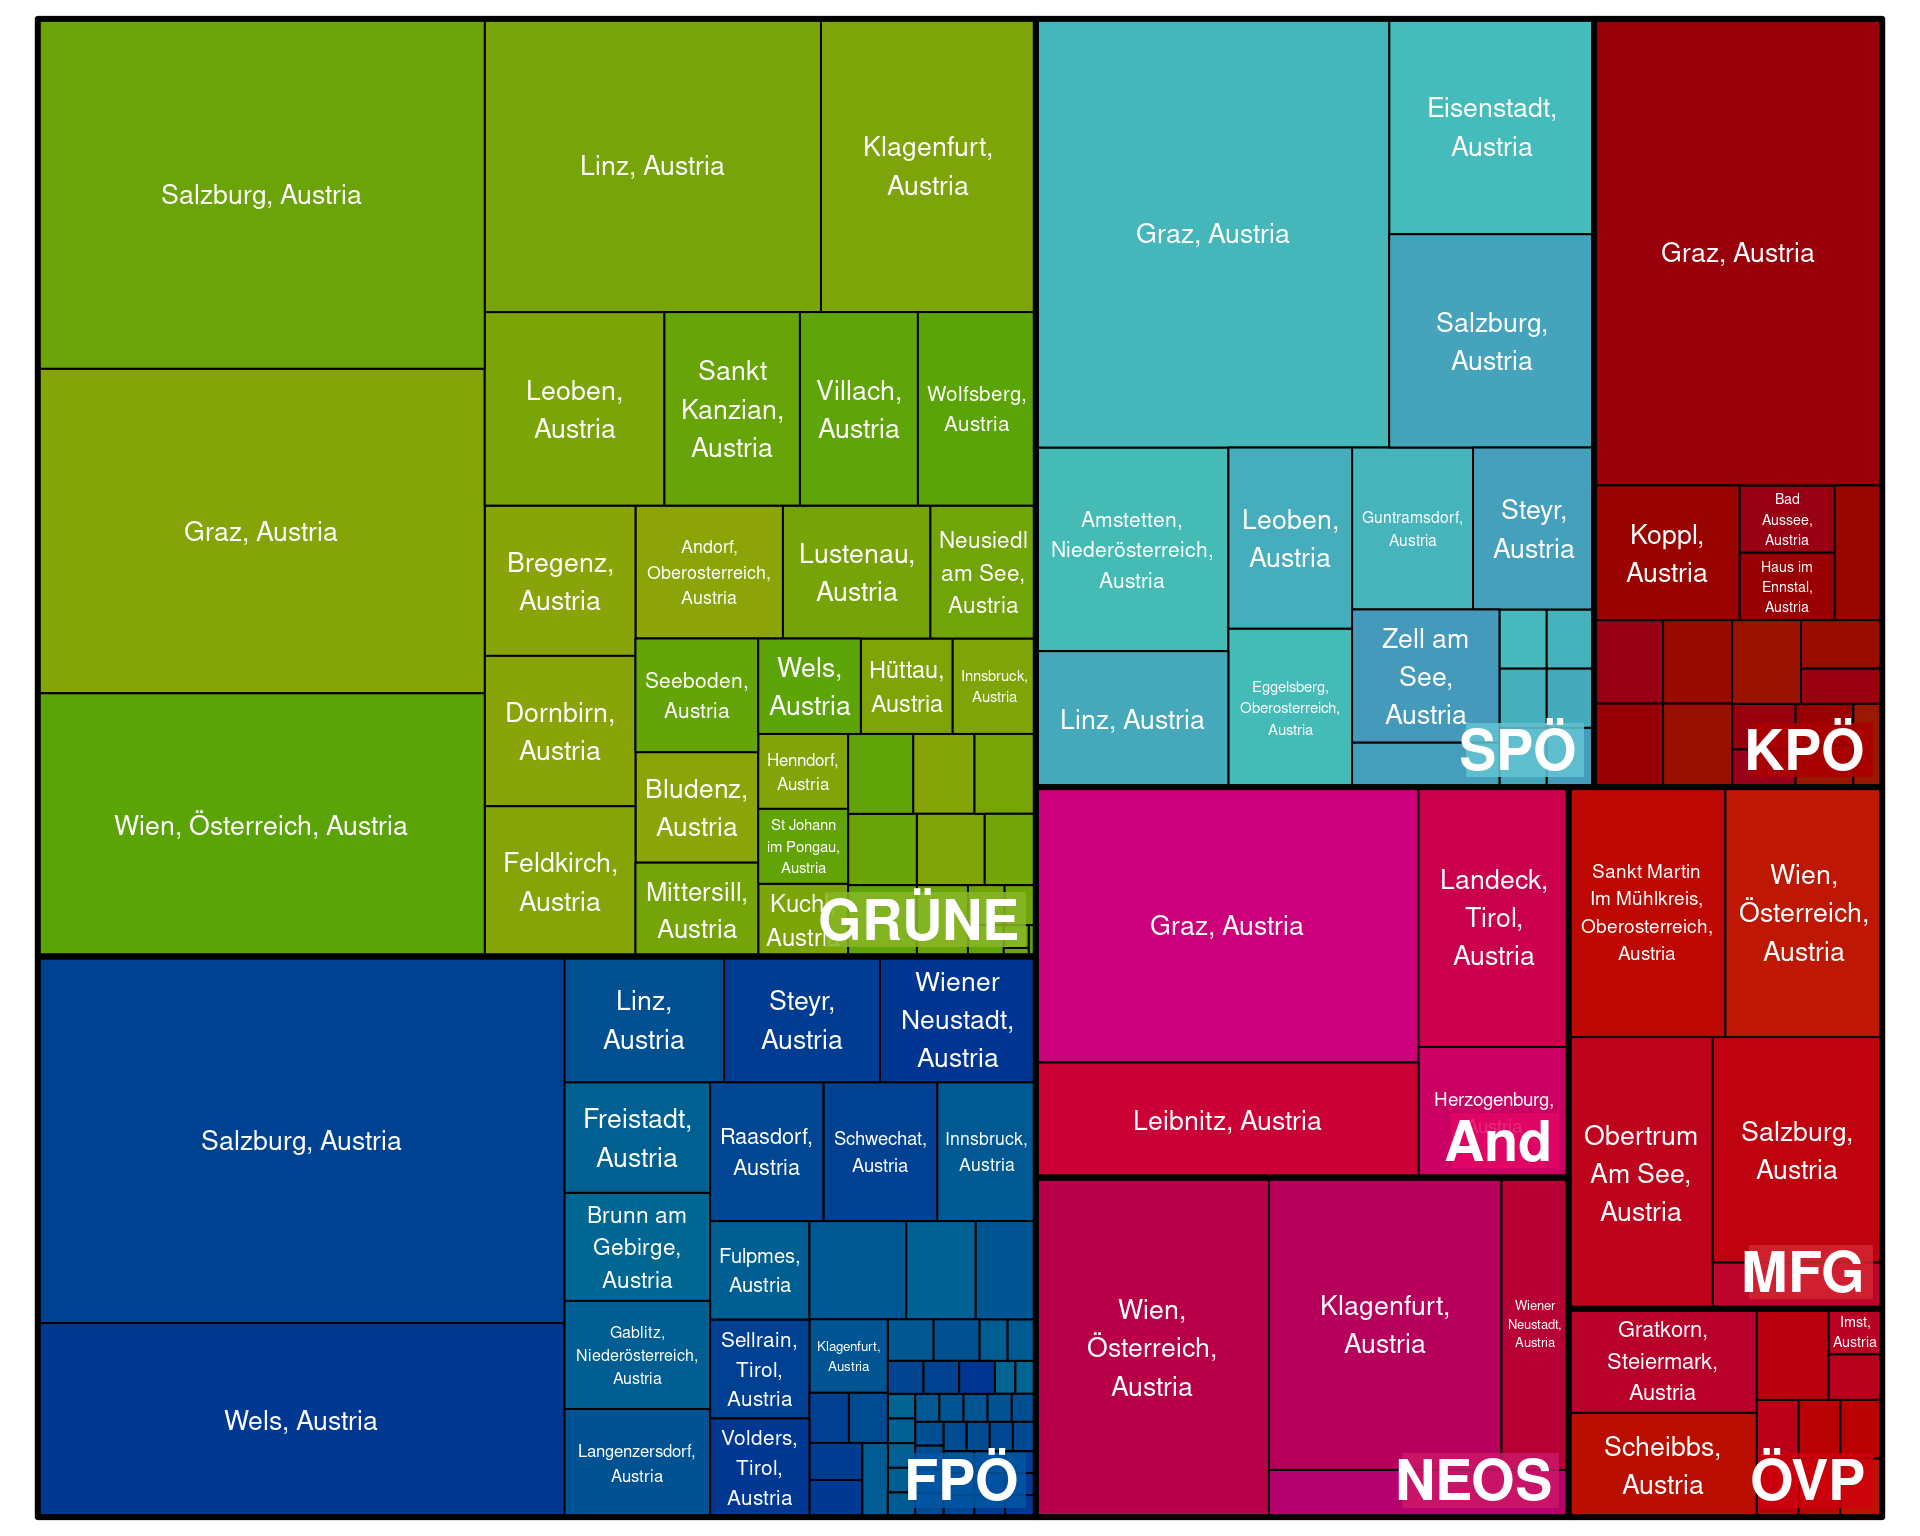 Salzburg, Austria
Graz, Austria
Wien, Österreich, Austria
Linz, Austria
Klagenfurt,
Austria
Leoben,
Austria
Sankt
Kanzian,
Austria
Villach,
Austria
Wolfsberg,
Austria
Bregenz,
Austria
Andorf,
Oberosterreich,
Austria
Lustenau,
Austria
Neusiedl
am See,
Austria
Dornbirn,
Austria
Feldkirch,
Austria
Seeboden,
Austria
Bludenz,
Austria
Mittersill,
Austria
Wels,
Austria
Hüttau,
Austria
Innsbruck,
Austria
Henndorf,
Austria
St Johann
im Pongau,
Austria
Kuchl,
Austria
GRÜNE
Salzburg, Austria
Wels, Austria
Linz,
Austria
Steyr,
Austria
Wiener
Neustadt,
Austria
Freistadt,
Austria
Brunn am
Gebirge,
Austria
Gablitz,
Niederösterreich,
Austria
Langenzersdorf,
Austria
Raasdorf,
Austria
Schwechat,
Austria
Innsbruck,
Austria
Fulpmes,
Austria
Sellrain,
Tirol,
Austria
Volders,
Tirol,
Austria
Klagenfurt,
Austria
FPÖ
Graz, Austria
Eisenstadt,
Austria
Salzburg,
Austria
Amstetten,
Niederösterreich,
Austria
Linz, Austria
Leoben,
Austria
Eggelsberg,
Oberosterreich,
Austria
Guntramsdorf,
Austria
Steyr,
Austria
Zell am
See,
Austria
SPÖ
Graz, Austria
Koppl,
Austria
Bad
Aussee,
Austria
Haus im
Ennstal,
Austria
KPÖ
Graz, Austria
Leibnitz, Austria
Landeck,
Tirol,
Austria
Herzogenburg,
Austria
And
Wien,
Österreich,
Austria
Klagenfurt,
Austria
Wiener
Neustadt,
Austria
NEOS
Sankt Martin
Im Mühlkreis,
Oberosterreich,
Austria
Wien,
Österreich,
Austria
Obertrum
Am See,
Austria
Salzburg,
Austria
MFG
Gratkorn,
Steiermark,
Austria
Scheibbs,
Austria
Imst,
Austria
ÖVP